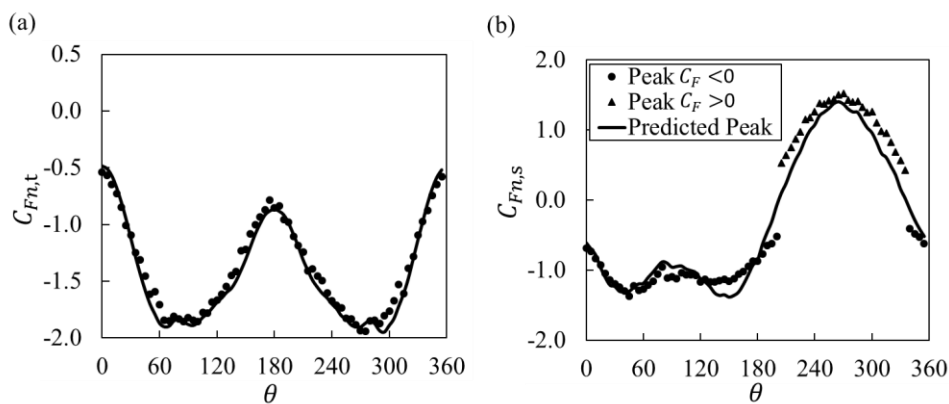 (a)
0.5
0.0
-0.5
-1.0
-1.5
-2.0
C_{Fn,t}
0 60 120 180 240 300 360
θ
(b)
2.0
1.0
0.0
-1.0
-2.0
C_{Fn,s}
Peak C_F <0
Peak C_F >0
Predicted Peak
0 60 120 180 240 300 360
θ